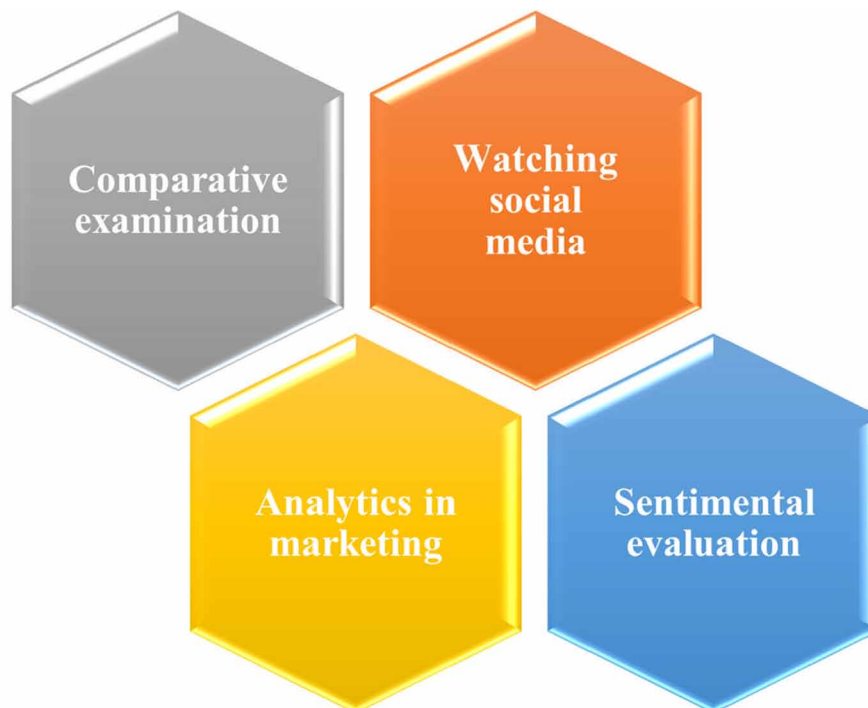 Comparative
examination
Watching
social
media
Analytics in
marketing
Sentimental
evaluation